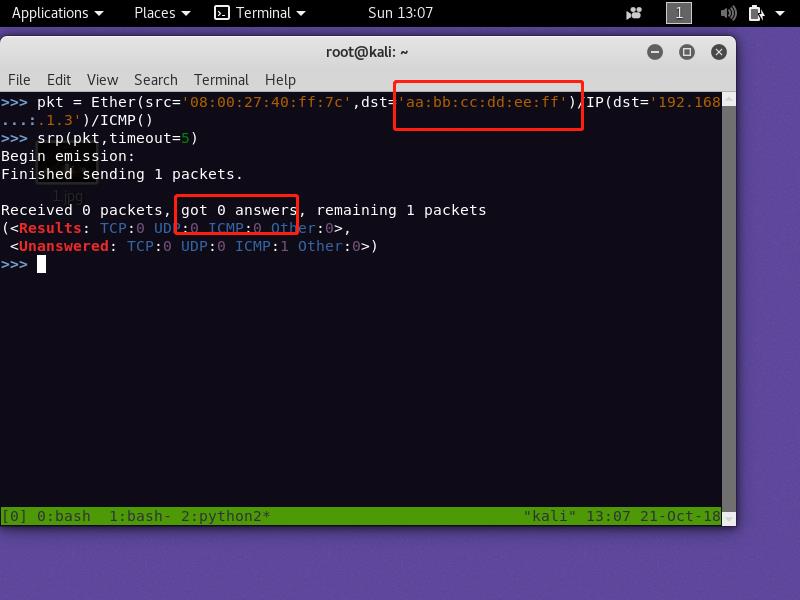 Applications Places Terminal Sun 13:07 1
root@kali: ~
File Edit View Search Terminal Help
>>> pkt = Ether(src='08:00:27:40:ff:7c',dst='aa:bb:cc:dd:ee:ff')/IP(dst='192.168
...:.1.3')/ICMP()
>>> srp(pkt,timeout=5)
Begin emission:
Finished sending 1 packets.
1.jpg
Received 0 packets, got 0 answers, remaining 1 packets
(<Results: TCP:0 UDP:0 ICMP:0 Other:0>,
<Unanswered: TCP:0 UDP:0 ICMP:1 Other:0>)
>>>
[0] 0:bash 1:bash- 2:python2* "kali" 13:07 21-Oct-18